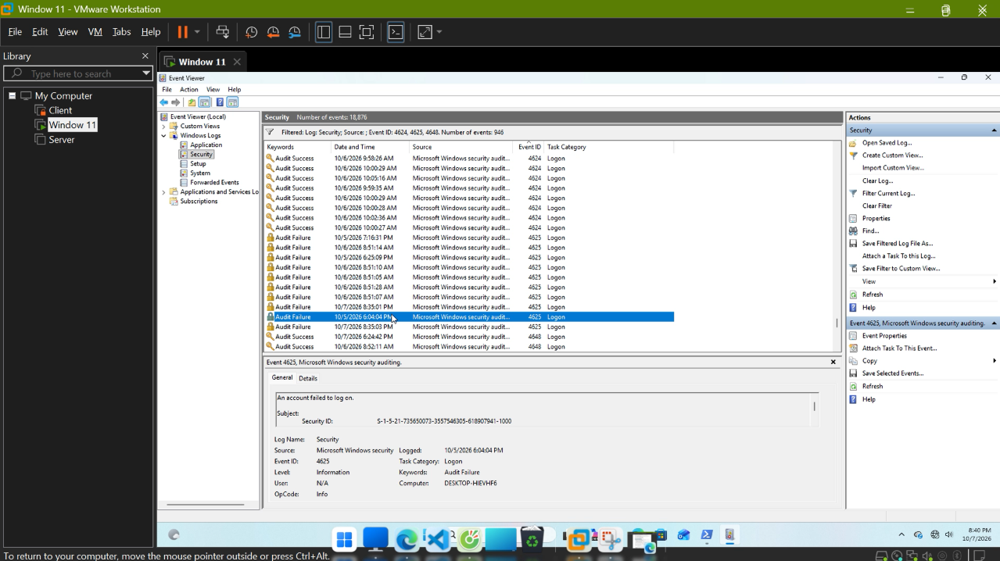 Window 11 - VMware Workstation
File Edit View VM Tabs Help
Library
Type here to search
My Computer
Client
Window 11
Server
Window 11
Event Viewer
File Action View Help
Event Viewer (Local)
Custom Views
Windows Logs
Application
Security
Setup
System
Forwarded Events
Applications and Services Lo
Subscriptions
Security Number of events: 18,876
Filtered: Log: Security; Source: ; Event ID: 4624, 4625, 4648. Number of events: 946
Keywords Date and Time Source Event ID Task Category
Audit Success 10/6/2026 9:58:26 AM Microsoft Windows security audit... 4624 Logon
Audit Success 10/6/2026 10:00:29 AM Microsoft Windows security audit... 4624 Logon
Audit Success 10/6/2026 10:05:16 AM Microsoft Windows security audit... 4624 Logon
Audit Success 10/6/2026 9:59:35 AM Microsoft Windows security audit... 4624 Logon
Audit Success 10/6/2026 10:00:29 AM Microsoft Windows security audit... 4624 Logon
Audit Success 10/6/2026 10:00:28 AM Microsoft Windows security audit... 4624 Logon
Audit Success 10/6/2026 10:02:36 AM Microsoft Windows security audit... 4624 Logon
Audit Success 10/6/2026 10:00:27 AM Microsoft Windows security audit... 4624 Logon
Audit Failure 10/5/2026 7:16:31 PM Microsoft Windows security audit... 4625 Logon
Audit Failure 10/6/2026 8:51:14 AM Microsoft Windows security audit... 4625 Logon
Audit Failure 10/5/2026 6:25:09 PM Microsoft Windows security audit... 4625 Logon
Audit Failure 10/6/2026 8:51:10 AM Microsoft Windows security audit... 4625 Logon
Audit Failure 10/6/2026 8:51:05 AM Microsoft Windows security audit... 4625 Logon
Audit Failure 10/6/2026 8:51:28 AM Microsoft Windows security audit... 4625 Logon
Audit Failure 10/6/2026 8:51:07 AM Microsoft Windows security audit... 4625 Logon
Audit Failure 10/7/2026 8:35:01 PM Microsoft Windows security audit... 4625 Logon
Audit Failure 10/5/2026 6:04:04 PM Microsoft Windows security audit... 4625 Logon
Audit Failure 10/7/2026 8:35:03 PM Microsoft Windows security audit... 4625 Logon
Audit Success 10/7/2026 6:24:42 PM Microsoft Windows security audit... 4648 Logon
Audit Success 10/6/2026 8:52:11 AM Microsoft Windows security audit... 4648 Logon
Event 4625, Microsoft Windows security auditing.
General Details
An account failed to log on.
Subject:
Security ID: S-1-5-21-735650073-3557546305-618907941-1000
Log Name: Security
Source: Microsoft Windows security Logged: 10/5/2026 6:04:04 PM
Event ID: 4625 Task Category: Logon
Level: Information Keywords: Audit Failure
User: N/A Computer: DESKTOP-HIEVHF6
OpCode: Info
Actions
Security
Open Saved Log...
Create Custom View...
Import Custom View...
Clear Log...
Filter Current Log...
Clear Filter
Properties
Find...
Save Filtered Log File As...
Attach a Task To this Log...
Save Filter to Custom View...
View
Refresh
Help
Event 4625, Microsoft Windows security auditing.
Event Properties
Attach Task To This Event...
Copy
Save Selected Events...
Refresh
Help
8:40 PM
10/7/2026
To return to your computer, move the mouse pointer outside or press Ctrl+Alt.